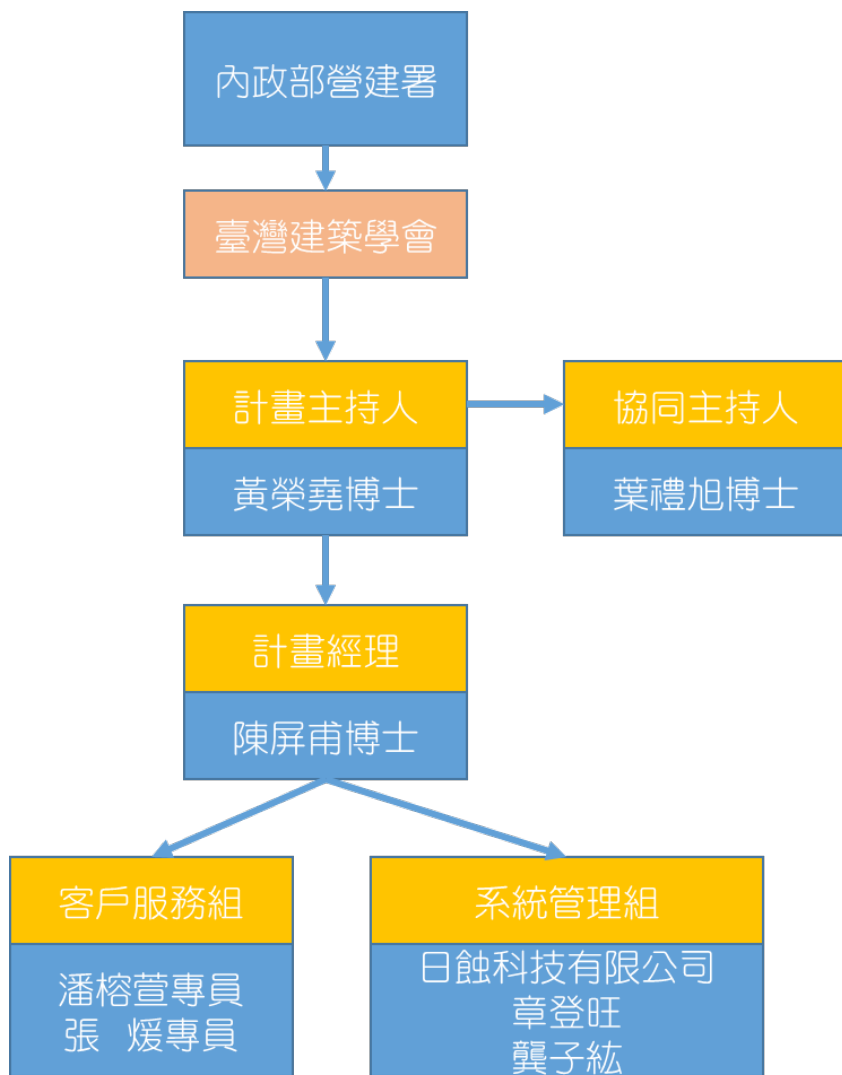 內政部營建署
臺灣建築學會
計畫主持人
黃榮堯博士
協同主持人
葉禮旭博士
計畫經理
陳屏甫博士
客戶服務組
潘榕萱專員
張 煖專員
系統管理組
日蝕科技有限公司
章登旺
龔子紘